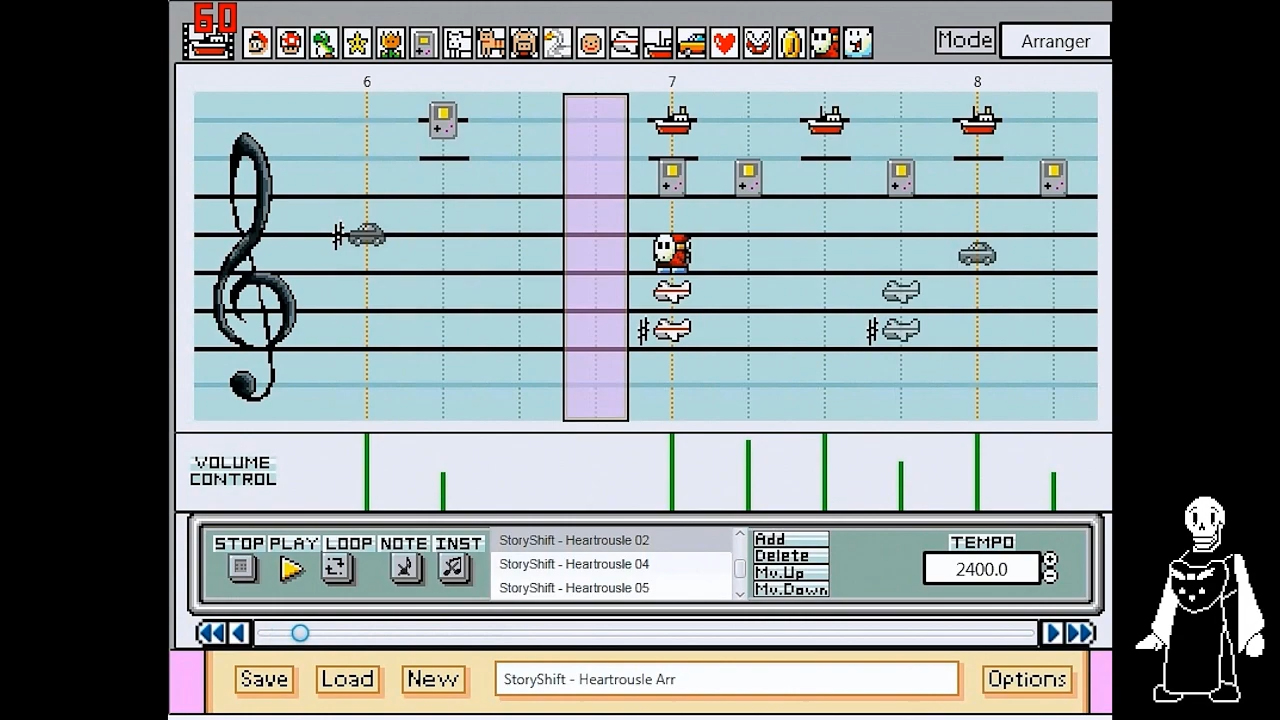 60
Mode
Arranger
6
7
8
VOLUME
CONTROL
STOP PLAY LOOP NOTE INST
StoryShift - Heartrousle 02
StoryShift - Heartrousle 04
StoryShift - Heartrousle 05
Add
Delete
Mv.Up
Mv.Down
TEMPO
2400.0
Save
Load
New
StoryShift - Heartrousle Arr
Options